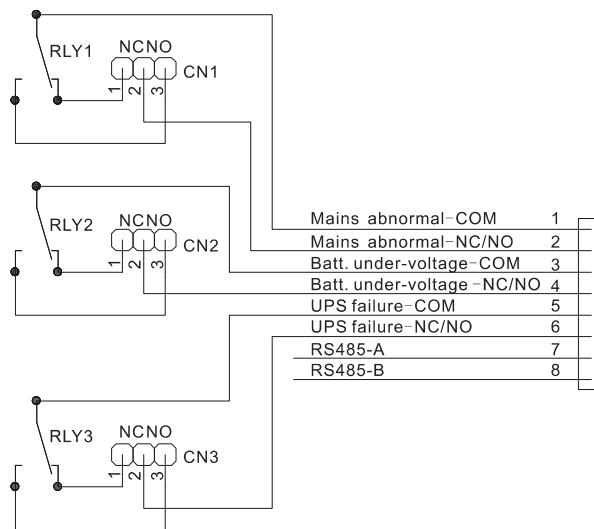 RLY1
NCNO
CN1
1 2 3
RLY2
NCNO
CN2
1 2 3
Mains abnormal-COM 1
Mains abnormal-NC/NO 2
Batt. under-voltage-COM 3
Batt. under-voltage -NC/NO 4
UPS failure-COM 5
UPS failure-NC/NO 6
RS485-A 7
RS485-B 8
RLY3
NCNO
CN3
1 2 3